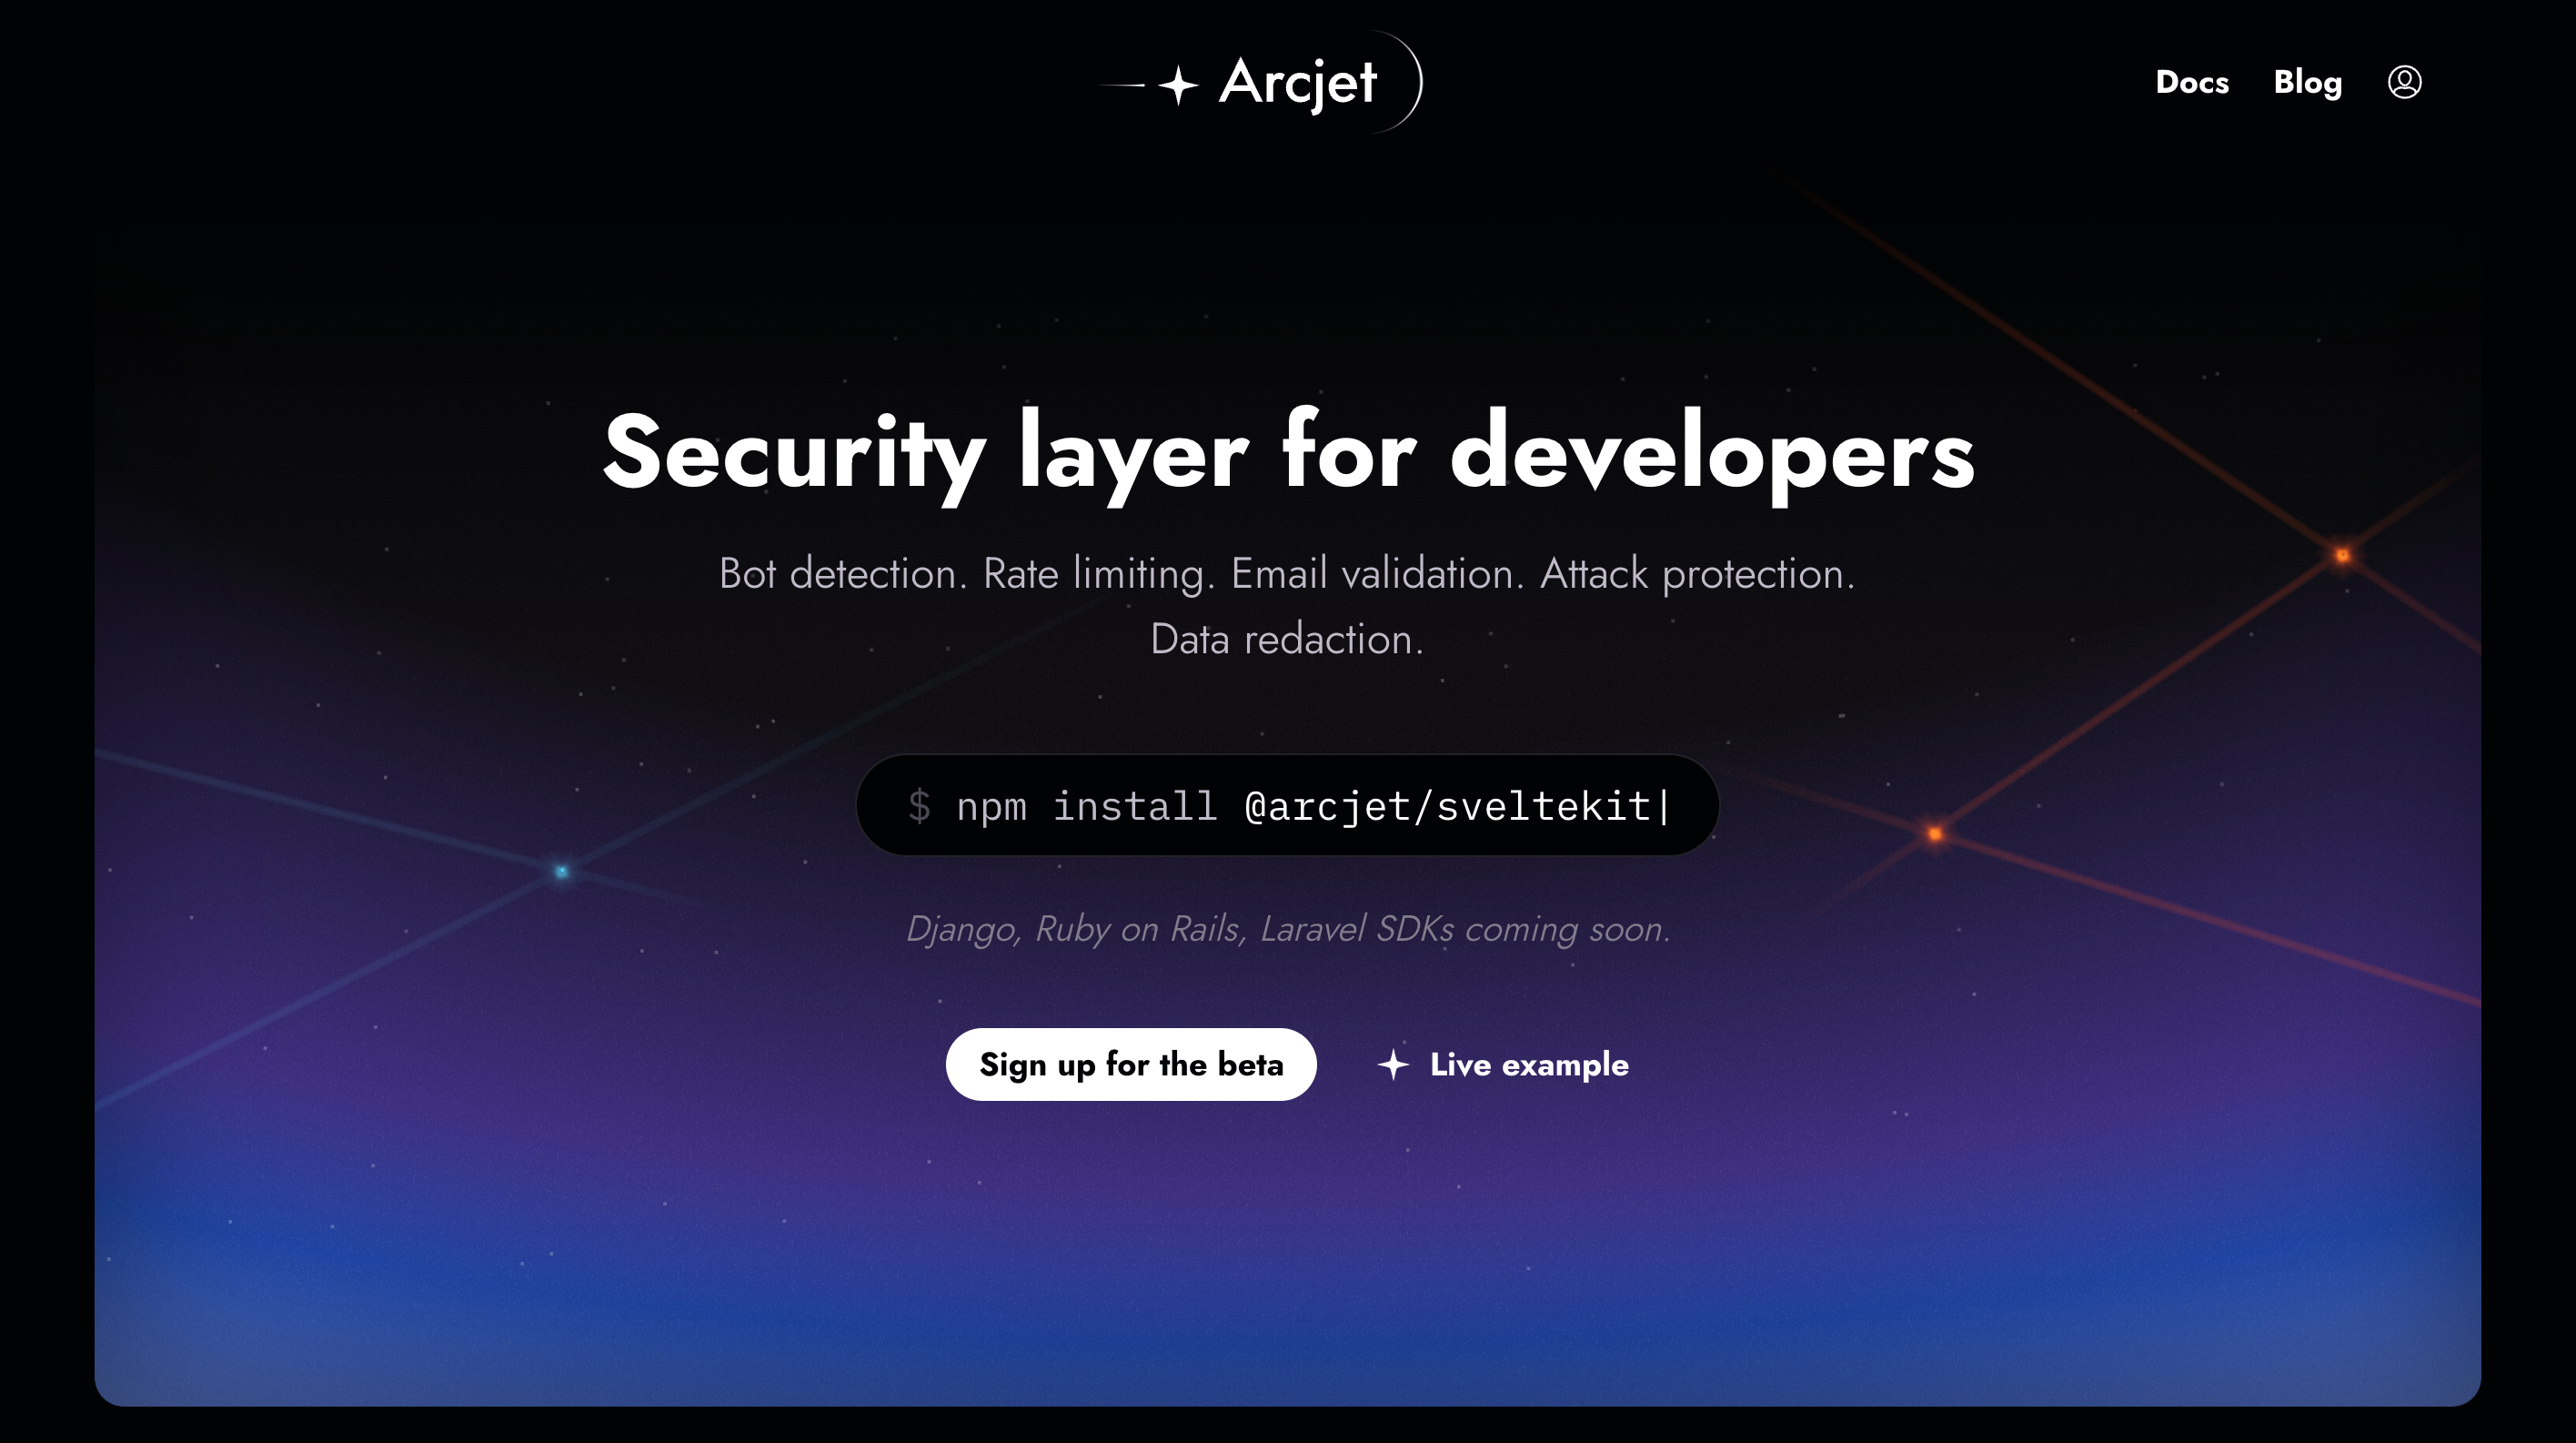 Arcjet
Docs Blog
Security layer for developers
Bot detection. Rate limiting. Email validation. Attack protection.
Data redaction.
$ npm install @arcjet/sveltekit|
Django, Ruby on Rails, Laravel SDKs coming soon.
Sign up for the beta
Live example